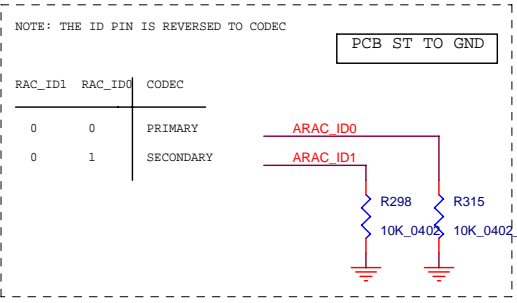 NOTE: THE ID PIN IS REVERSED TO CODEC
PCB ST TO GND
RAC_ID1 RAC_ID0 CODEC
0 0 PRIMARY
0 1 SECONDARY
ARAC_ID0
ARAC_ID1
R298 R315
10K_0402 10K_0402_